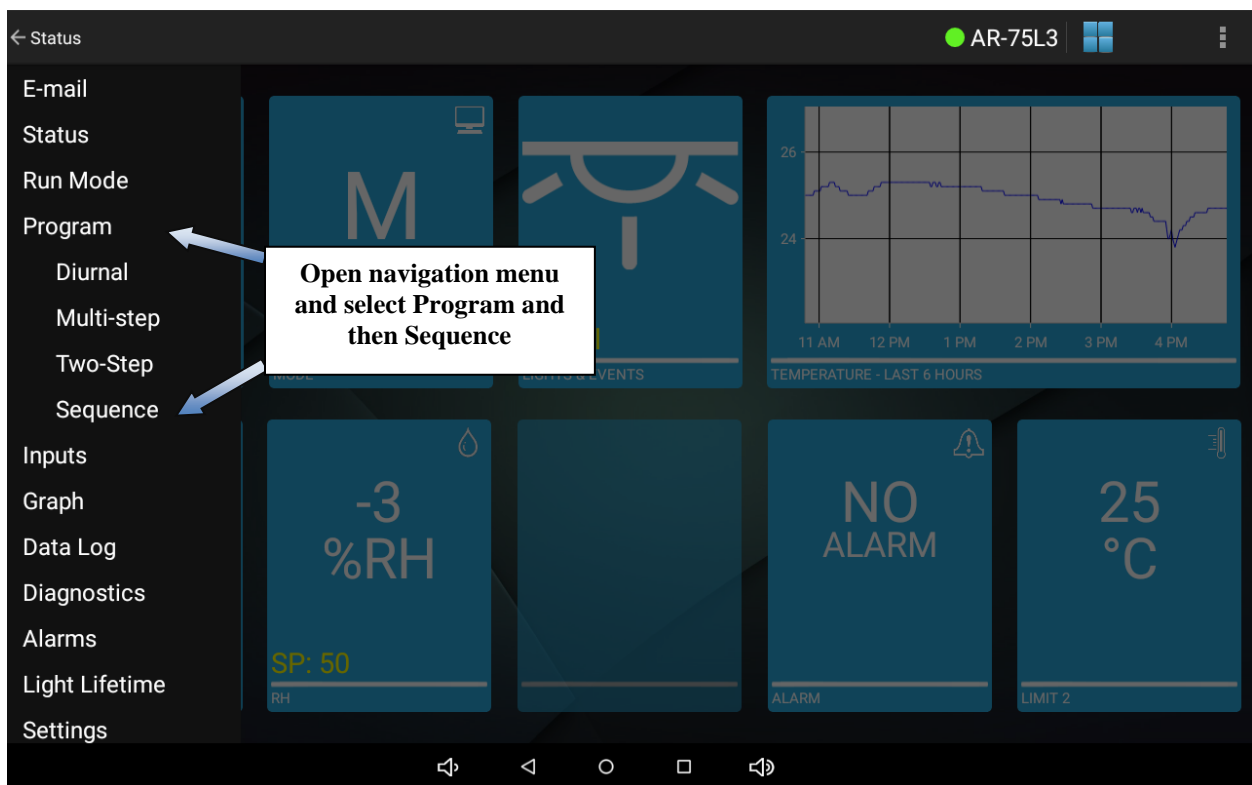 Status
AR-75L3
E-mail
Status
Run Mode
Program
Diurnal
Multi-step
Two-Step
Sequence
Inputs
Graph
Data Log
Diagnostics
Alarms
Light Lifetime
Settings
Open navigation menu
and select Program and
then Sequence
M
MODE
LIGHTS & EVENTS
26
24
11 AM 12 PM 1 PM 2 PM 3 PM 4 PM
TEMPERATURE - LAST 6 HOURS
-3
%RH
SP: 50
RH
NO
ALARM
ALARM
25
°C
LIMIT 2